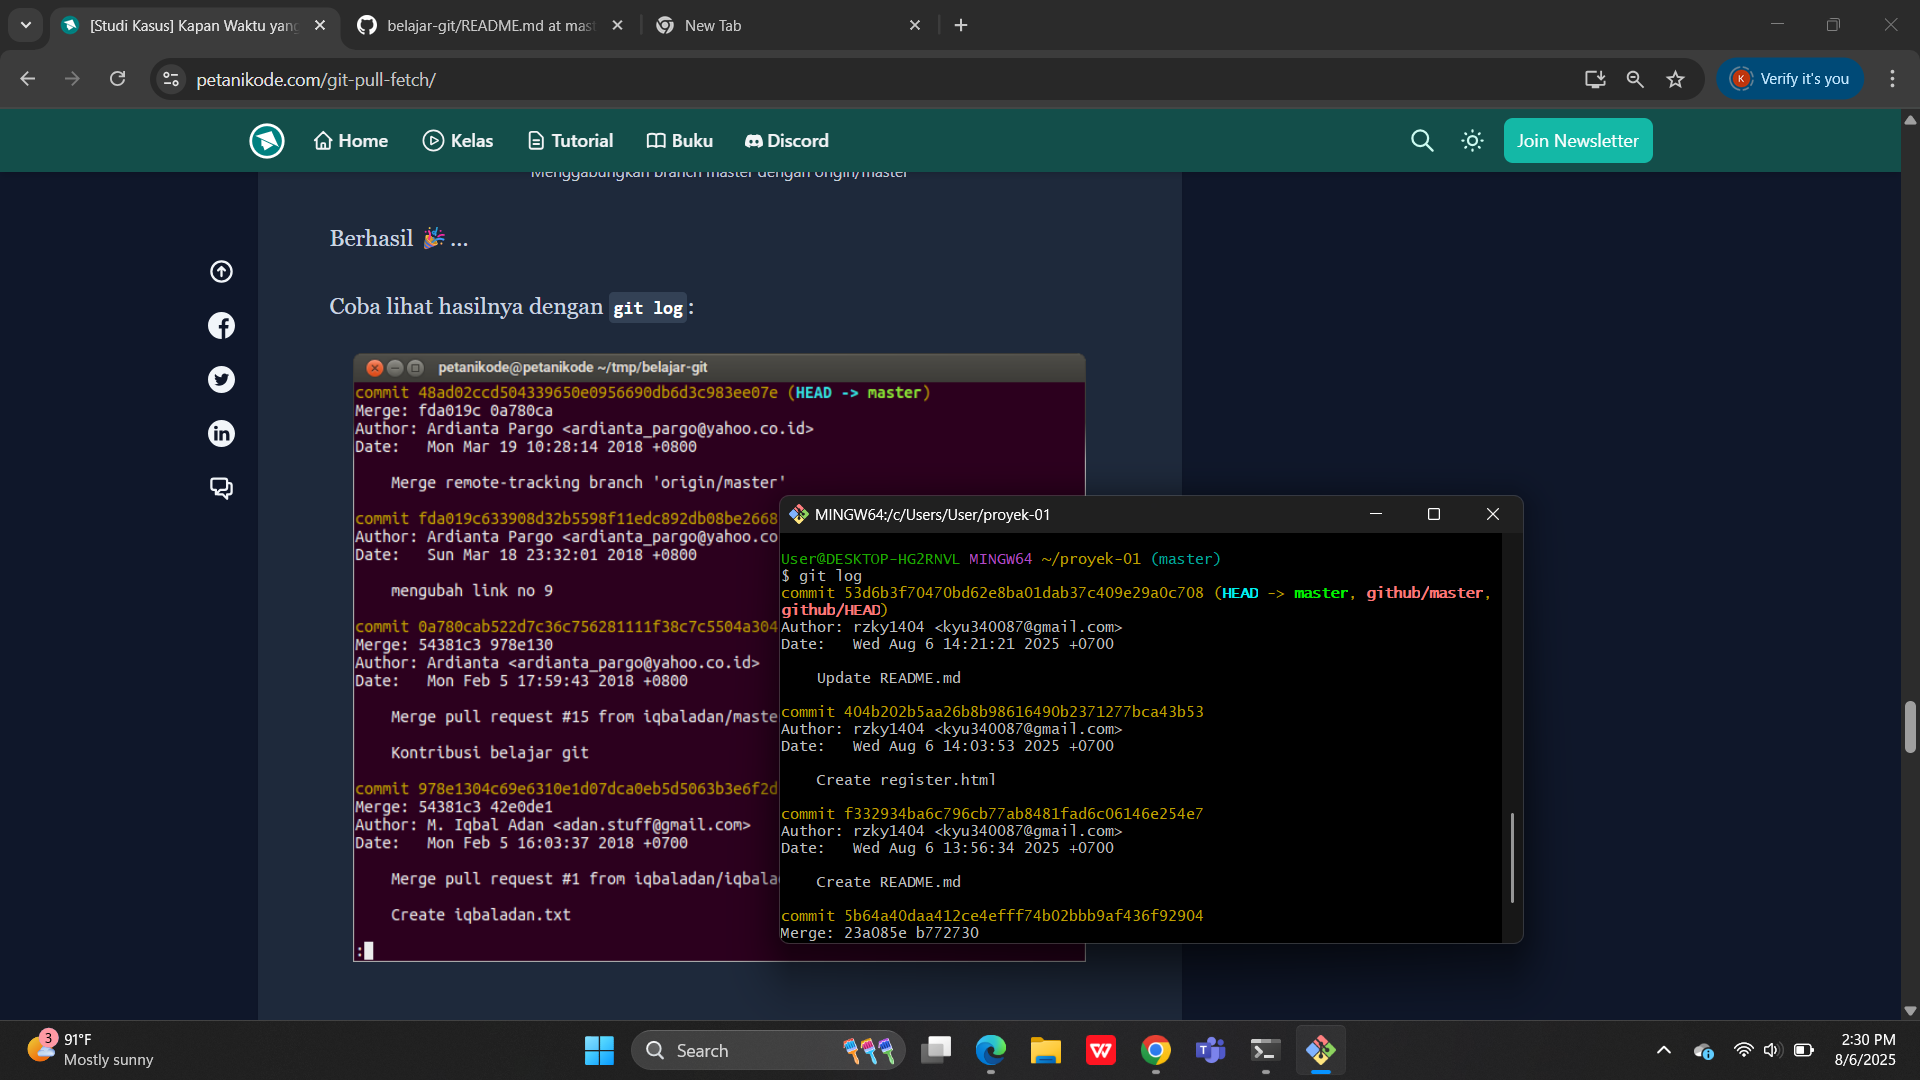 [Studi Kasus] Kapan Waktu yang
belajar-git/README.md at mast
New Tab
petanikode.com/git-pull-fetch/
K
Verify it's you
Home
Kelas
Tutorial
Buku
Discord
Join Newsletter
Menggabungkan branch master dengan origin/master
Berhasil 🎉 ...
Coba lihat hasilnya dengan git log:
petanikode@petanikode ~/tmp/belajar-git
commit 48ad02ccd504339650e0956690db6d3c983ee07e (HEAD -> master)
Merge: fda019c 0a780ca
Author: Ardianta Pargo <ardianta_pargo@yahoo.co.id>
Date:   Mon Mar 19 10:28:14 2018 +0800
Merge remote-tracking branch 'origin/master'
commit fda019c633908d32b5598f11edc892db08be2668
Author: Ardianta Pargo <ardianta_pargo@yahoo.co
Date:   Sun Mar 18 23:32:01 2018 +0800
mengubah link no 9
commit 0a780cab522d7c36c756281111f38c7c5504a304
Merge: 54381c3 978e130
Author: Ardianta <ardianta_pargo@yahoo.co.id>
Date:   Mon Feb 5 17:59:43 2018 +0800
Merge pull request #15 from iqbaladan/maste
Kontribusi belajar git
commit 978e1304c69e6310e1d07dca0eb5d5063b3e6f2d
Merge: 54381c3 42e0de1
Author: M. Iqbal Adan <adan.stuff@gmail.com>
Date:   Mon Feb 5 16:03:37 2018 +0700
Merge pull request #1 from iqbaladan/iqbala
Create iqbaladan.txt
:
MINGW64:/c/Users/User/proyek-01
User@DESKTOP-HG2RNVL MINGW64 ~/proyek-01 (master)
$ git log
commit 53d6b3f70470bd62e8ba01dab37c409e29a0c708 (HEAD -> master, github/master,
github/HEAD)
Author: rzky1404 <kyu340087@gmail.com>
Date:   Wed Aug 6 14:21:21 2025 +0700
Update README.md
commit 404b202b5aa26b8b98616490b2371277bca43b53
Author: rzky1404 <kyu340087@gmail.com>
Date:   Wed Aug 6 14:03:53 2025 +0700
Create register.html
commit f332934ba6c796cb77ab8481fad6c06146e254e7
Author: rzky1404 <kyu340087@gmail.com>
Date:   Wed Aug 6 13:56:34 2025 +0700
Create README.md
commit 5b64a40daa412ce4efff74b02bbb9af436f92904
Merge: 23a085e b772730
3
91°F
Mostly sunny
Search
2:30 PM
8/6/2025